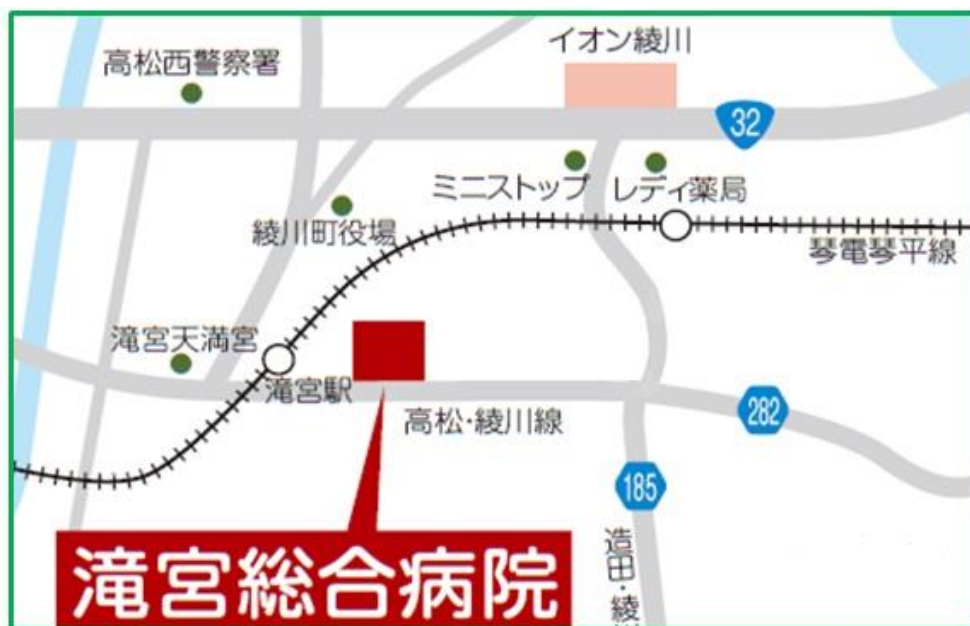 イオン綾川
高松西警察署
32
ミニストップ
レディ薬局
綾川町役場
琴電琴平線
滝宮天満宮
滝宮駅
高松・綾川線
282
185
造田・綾川
滝宮総合病院